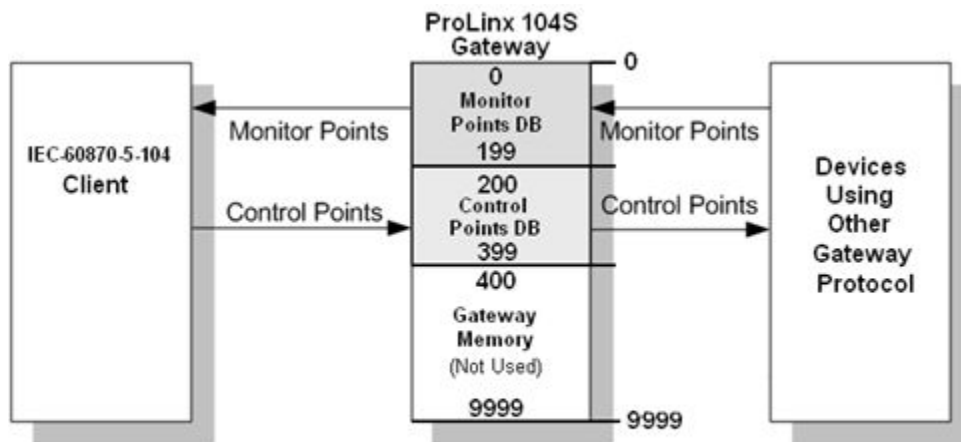 ProLinx 104S
Gateway
IEC-60870-5-104
Client
Monitor Points
Control Points
0
Monitor
Points DB
199
200
Control
Points DB
399
400
Gateway
Memory
(Not Used)
9999
0
9999
Monitor Points
Control Points
Devices
Using
Other
Gateway
Protocol